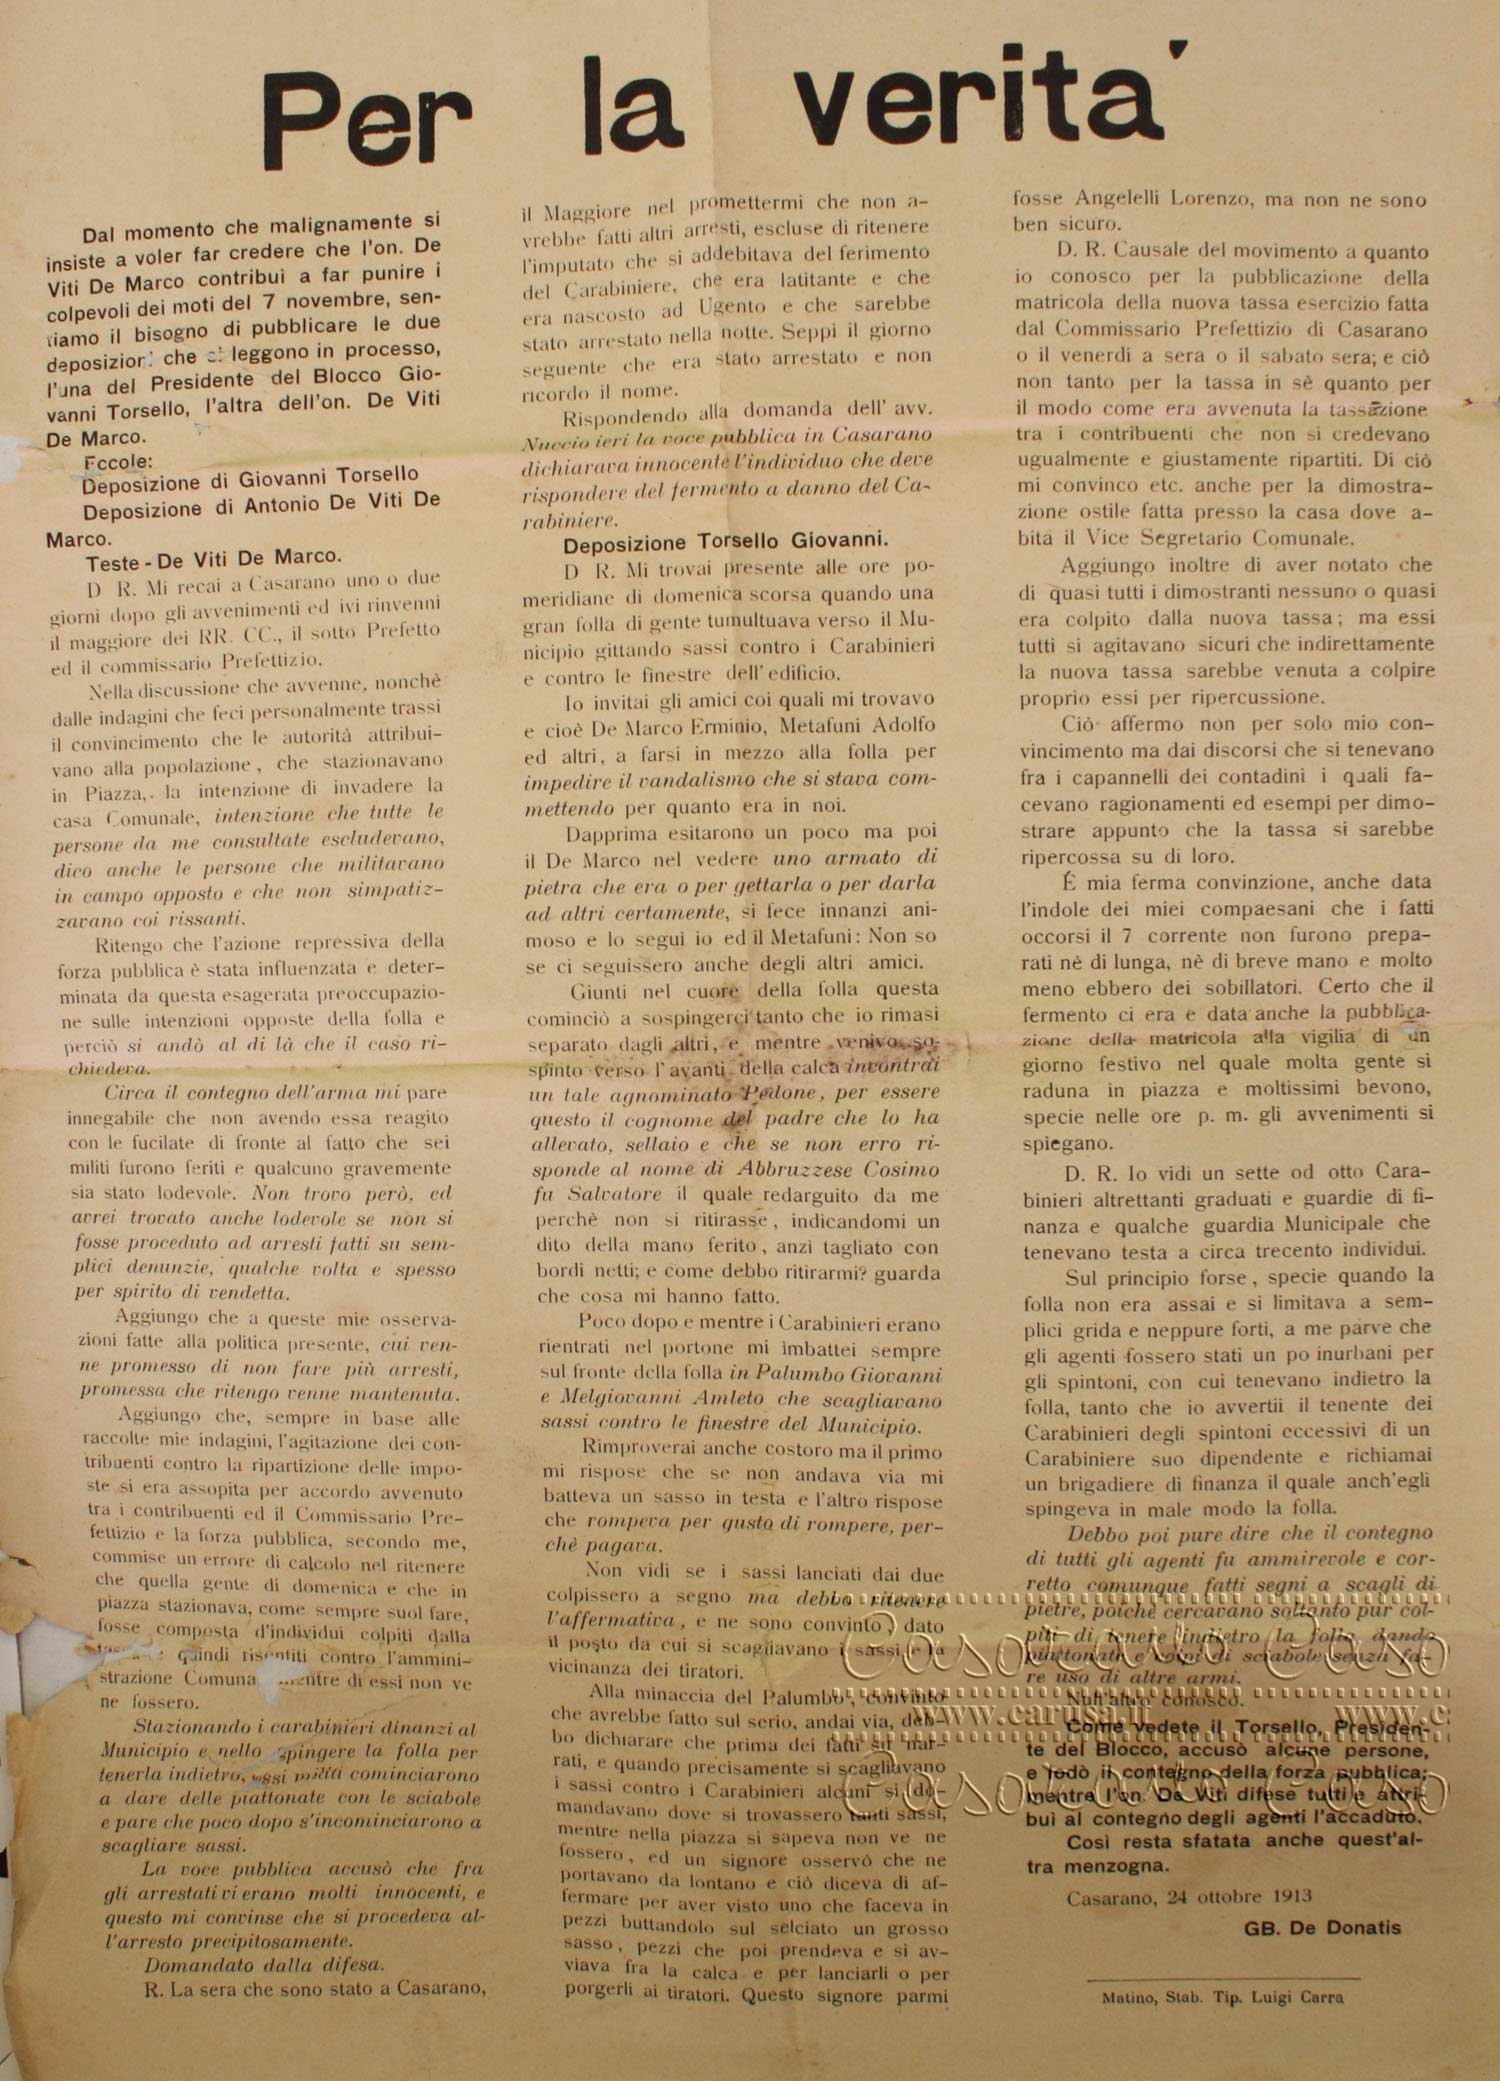 Per la verità
Dal momento che malignamente si
insiste a voler far credere che l'on. De
Viti De Marco contribuì a far punire i
colpevoli dei moti del 7 novembre, sen-
tiamo il bisogno di pubblicare le due
deposizioni che si leggono in processo,
l'una del Presidente del Blocco Gio-
vanni Torsello, l'altra dell'on. De Viti
De Marco.
Eccole:
Deposizione di Giovanni Torsello
Deposizione di Antonio De Viti De
Marco.
Teste - De Viti De Marco.
D R. Mi recai a Casarano uno o due
giorni dopo gli avvenimenti ed ivi rinvenni
il maggiore dei RR. CC., il sotto Prefetto
ed il commissario Prefettizio.
Nella discussione che avvenne, nonchè
dalle indagini che feci personalmente trassi
il convincimento che le autorità attribui-
vano alla popolazione, che stazionavano
in Piazza, la intenzione di invadere la
casa Comunale, intenzione che tutte le
persone da me consultate escludevano,
dico anche le persone che militavano
in campo opposto e che non simpatiz-
zavano coi rissanti.
Ritengo che l'azione repressiva della
forza pubblica è stata influenzata e deter-
minata da questa esagerata preoccupazio-
ne sulle intenzioni opposte della folla e
perciò si andò al di là che il caso ri-
chiedeva.
Circa il contegno dell'arma mi pare
innegabile che non avendo essa reagito
con le fucilate di fronte al fatto che sei
militi furono feriti e qualcuno gravemente
sia stato lodevole. Non trovo però, ed
avrei trovato anche lodevole se non si
fosse proceduto ad arresti fatti su sem-
plici denunzie, qualche volta e spesso
per spirito di vendetta.
Aggiungo che a queste mie osserva-
zioni fatte alla politica presente, cui ven-
ne promesso di non fare più arresti,
promessa che ritengo venne mantenuta.
Aggiungo che, sempre in base alle
raccolte mie indagini, l'agitazione dei con-
tribuenti contro la ripartizione delle impo-
ste si era assopita per accordo avvenuto
tra i contribuenti ed il Commissario Pre-
fettizio e la forza pubblica, secondo me,
commise un errore di calcolo nel ritenere
che quella gente di domenica e che in
piazza stazionava, come sempre suol fare,
fosse composta d'individui colpiti dalla
quindi risentiti contro l'ammini-
strazione Comuna mentre di essi non ve
ne fossero.
Stazionando i carabinieri dinanzi al
Municipio e nello spingere la folla per
tenerla indietro, essi militi cominciarono
a dare delle piattonate con le sciabole
e pare che poco dopo s'incominciarono a
scagliare sassi.
La voce pubblica accusò che fra
gli arrestati vi erano molti innocenti, e
questo mi convinse che si procedeva al-
l'arresto precipitosamente.
Domandato dalla difesa.
R. La sera che sono stato a Casarano,
il Maggiore nel promettermi che non a-
vrebbe fatti altri arresti, escluse di ritenere
l'imputato che si addebitava del ferimento
del Carabiniere, che era latitante e che
era nascosto ad Ugento e che sarebbe
stato arrestato nella notte. Seppi il giorno
seguente che era stato arrestato e non
ricordo il nome.
Rispondendo alla domanda dell' avv.
Nuccio ieri la voce pubblica in Casarano
dichiarava innocente l'individuo che deve
rispondere del fermento a danno del Ca-
rabiniere.
Deposizione Torsello Giovanni.
D R. Mi trovai presente alle ore po-
meridiane di domenica scorsa quando una
gran folla di gente tumultuava verso il Mu-
nicipio gittando sassi contro i Carabinieri
e contro le finestre dell' edificio.
Io invitai gli amici coi quali mi trovavo
e cioè De Marco Erminio, Metafuni Adolfo
ed altri, a farsi in mezzo alla folla per
impedire il vandalismo che si stava com-
mettendo per quanto era in noi.
Dapprima esitarono un poco ma poi
il De Marco nel vedere uno armato di
pietra che era o per gettarla o per darla
ad altri certamente, si fece innanzi ani-
moso e lo seguì io ed il Metafuni: Non so
se ci seguissero anche degli altri amici.
Giunti nel cuore della folla questa
cominciò a sospingerci tanto che io rimasi
separato dagli altri, e mentre venivo so-
spinto verso l'avanti della calca incontrai
un tale agnominato Pedone, per essere
questo il cognome del padre che lo ha
allevato, sellaio e che se non erro ri-
sponde al nome di Abbruzzese Cosimo
fu Salvatore il quale redarguito da me
perchè non si ritirasse, indicandomi un
dito della mano ferito, anzi tagliato con
bordi netti; e come debbo ritirarmi? guarda
che cosa mi hanno fatto.
Poco dopo e mentre i Carabinieri erano
rientrati nel portone mi imbattei sempre
sul fronte della folla in Palumbo Giovanni
e Melgiovanni Amleto che scagliavano
sassi contro le finestre del Municipio.
Rimproverai anche costoro ma il primo
mi rispose che se non andava via mi
batteva un sasso in testa e l'altro rispose
che rompeva per gusto di rompere, per-
chè pagava.
Non vidi se i sassi lanciati dai due
colpissero a segno ma debbo ritenere
l'affermativa, e ne sono convinto, dato
il posto da cui si scagliavano i sassi e la
vicinanza dei tiratori.
Alla minaccia del Palumbo, convinto
che avrebbe fatto sul serio, andai via, deb-
bo dichiarare che prima dei fatti su nar-
rati, e quando precisamente si scagliavano
i sassi contro i Carabinieri alcuni si do-
mandavano dove si trovassero tanti sassi,
mentre nella piazza si sapeva non ve ne
fossero, ed un signore osservò che ne
portavano da lontano e ciò diceva di af-
fermare per aver visto uno che faceva in
pezzi buttandolo sul selciato un grosso
sasso, pezzi che poi prendeva e si av-
viava fra la calca e per lanciarli o per
porgerli ai tiratori. Questo signore parmi
fosse Angelelli Lorenzo, ma non ne sono
ben sicuro.
D. R. Causale del movimento a quanto
io conosco per la pubblicazione della
matricola della nuova tassa esercizio fatta
dal Commissario Prefettizio di Casarano
o il venerdì a sera o il sabato sera; e ciò
non tanto per la tassa in sè quanto per
il modo come era avvenuta la tassazione
tra i contribuenti che non si credevano
ugualmente e giustamente ripartiti. Di ciò
mi convinco etc. anche per la dimostra-
zione ostile fatta presso la casa dove a-
bita il Vice Segretario Comunale.
Aggiungo inoltre di aver notato che
di quasi tutti i dimostranti nessuno o quasi
era colpito dalla nuova tassa; ma essi
tutti si agitavano sicuri che indirettamente
la nuova tassa sarebbe venuta a colpire
proprio essi per ripercussione.
Ciò affermo non per solo mio con-
vincimento ma dai discorsi che si tenevano
fra i capannelli dei contadini i quali fa-
cevano ragionamenti ed esempi per dimo-
strare appunto che la tassa si sarebbe
ripercossa su di loro.
É mia ferma convinzione, anche data
l'indole dei miei compaesani che i fatti
occorsi il 7 corrente non furono prepa-
rati nè di lunga, nè di breve mano e molto
meno ebbero dei sobillatori. Certo che il
fermento ci era e data anche la pubblica-
zione della matricola alla vigilia di un
giorno festivo nel quale molta gente si
raduna in piazza e moltissimi bevono,
specie nelle ore p. m. gli avvenimenti si
spiegano.
D. R. Io vidi un sette od otto Cara-
binieri altrettanti graduati e guardie di fi-
nanza e qualche guardia Municipale che
tenevano testa a circa trecento individui.
Sul principio forse, specie quando la
folla non era assai e si limitava a sem-
plici grida e neppure forti, a me parve che
gli agenti fossero stati un po inurbani per
gli spintoni, con cui tenevano indietro la
folla, tanto che io avvertii il tenente dei
Carabinieri degli spintoni eccessivi di un
Carabiniere suo dipendente e richiamai
un brigadiere di finanza il quale anch'egli
spingeva in male modo la folla.
Debbo poi pure dire che il contegno
di tutti gli agenti fu ammirevole e cor-
retto comunque fatti segni a scagli di
pietre, poichè cercavano soltanto pur col-
piti di tenere indietro la folla dando
piattonate e colpi di sciabole senza fa-
re uso di altre armi.
Null'altro conosco.
Come vedete il Torsello, Presiden-
te del Blocco, accusò alcune persone,
e lodò il contegno della forza pubblica;
mentre l'on. De Viti difese tutti e attri-
buì al contegno degli agenti l'accaduto.
Così resta sfatata anche quest'al-
tra menzogna.
Casarano, 24 ottobre 1913
GB. De Donatis
Matino, Stab. Tip. Luigi Carra
www.carusa.it